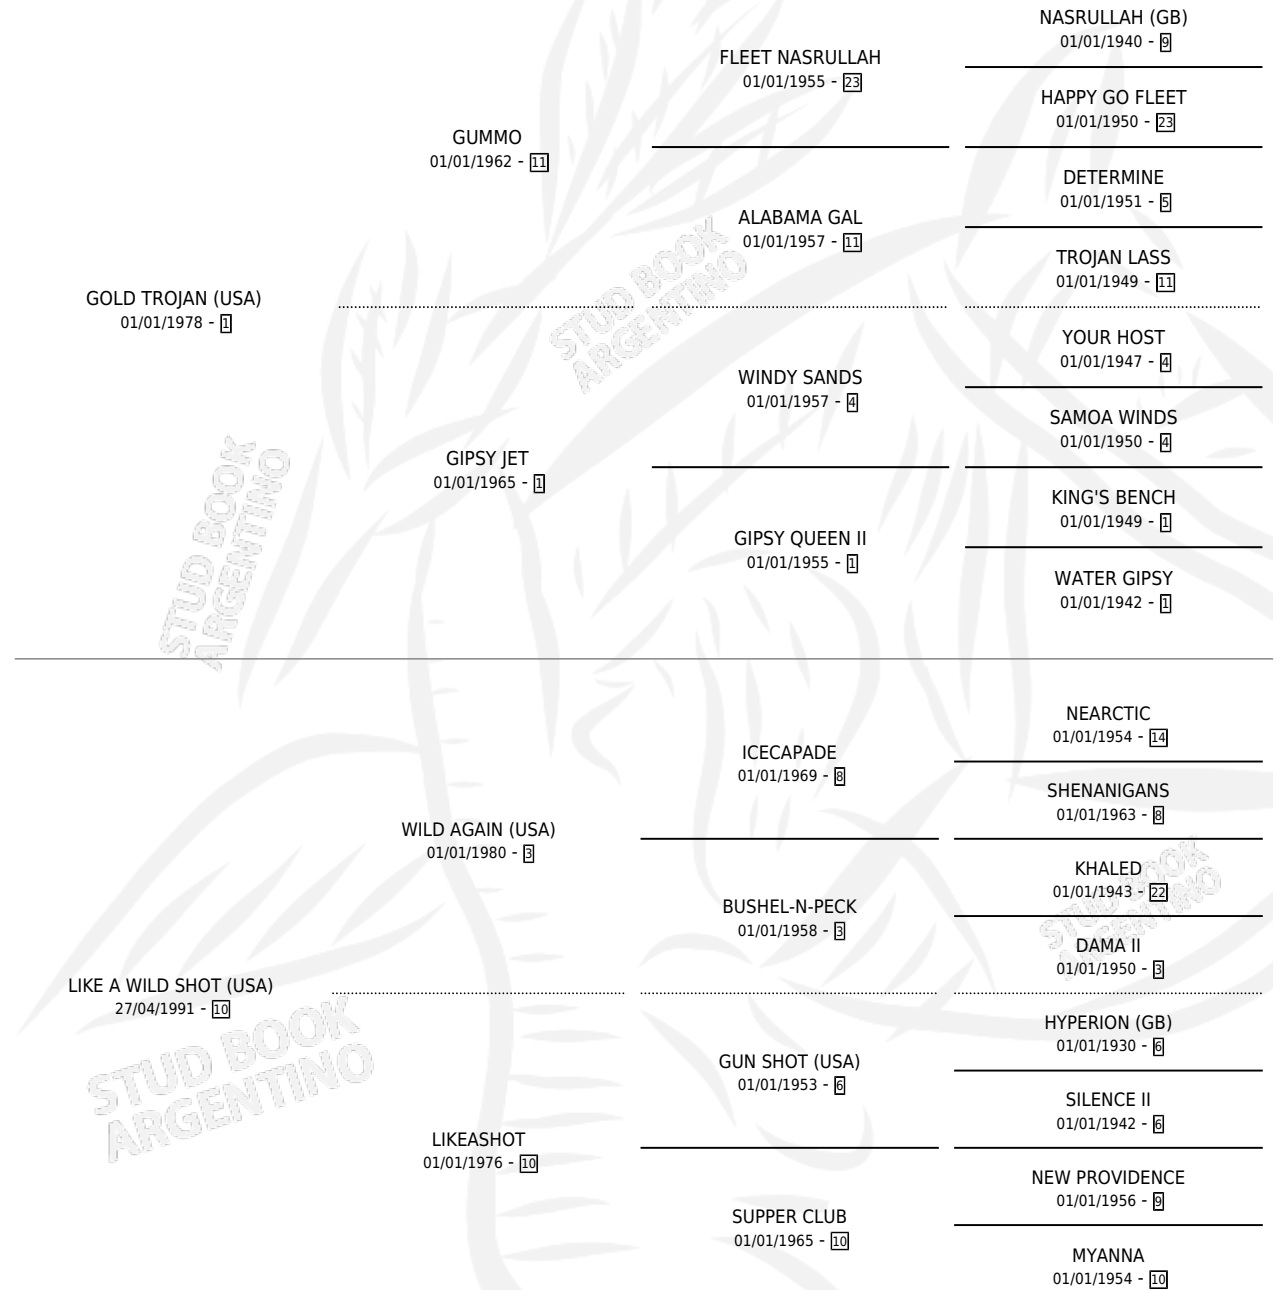 NASRULLAH (GB)
01/01/1940 - 9
FLEET NASRULLAH
01/01/1955 - 23
HAPPY GO FLEET
01/01/1950 - 23
GUMMO
01/01/1962 - 11
DETERMINE
01/01/1951 - 5
ALABAMA GAL
01/01/1957 - 11
TROJAN LASS
01/01/1949 - 11
GOLD TROJAN (USA)
01/01/1978 - 1
YOUR HOST
01/01/1947 - 4
WINDY SANDS
01/01/1957 - 4
SAMOA WINDS
01/01/1950 - 4
GIPSY JET
01/01/1965 - 1
KING'S BENCH
01/01/1949 - 1
GIPSY QUEEN II
01/01/1955 - 1
WATER GIPSY
01/01/1942 - 1
STUD BOOK
ARGENTINO
STUD BOOK
ARGENTINO
NEARCTIC
01/01/1954 - 14
ICECAPADE
01/01/1969 - 8
SHENANIGANS
01/01/1963 - 8
WILD AGAIN (USA)
01/01/1980 - 3
KHALED
01/01/1943 - 22
BUSHEL-N-PECK
01/01/1958 - 3
DAMA II
01/01/1950 - 3
LIKE A WILD SHOT (USA)
27/04/1991 - 10
HYPERION (GB)
01/01/1930 - 6
GUN SHOT (USA)
01/01/1953 - 6
SILENCE II
01/01/1942 - 6
LIKEASHOT
01/01/1976 - 10
NEW PROVIDENCE
01/01/1956 - 9
SUPPER CLUB
01/01/1965 - 10
MYANNA
01/01/1954 - 10
STUD BOOK
ARGENTINO
STUD BOOK
ARGENTINO